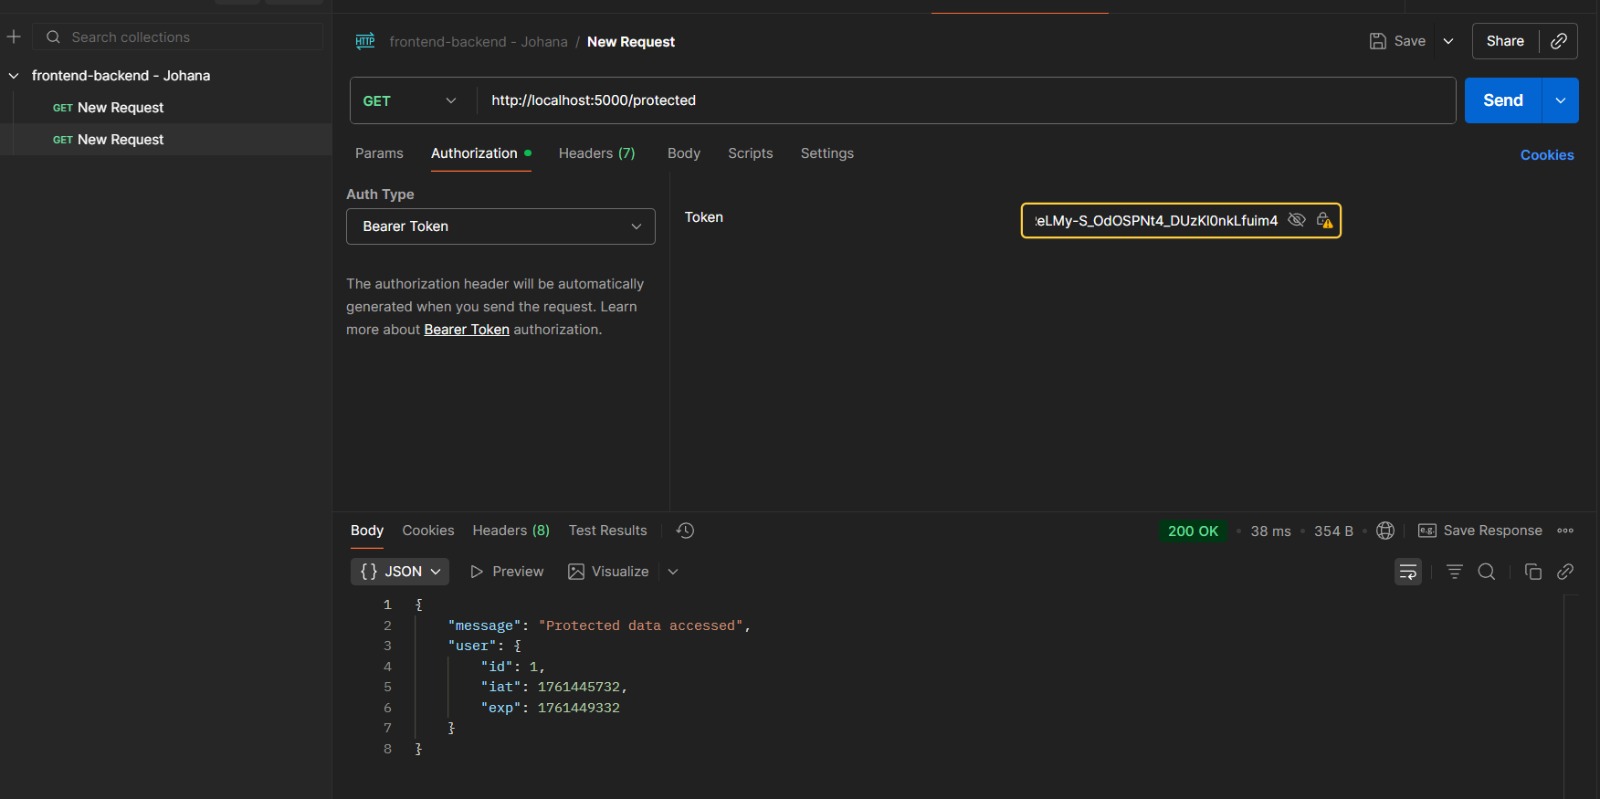 Search collections
frontend-backend - Johana
GET New Request
GET New Request
HTTP frontend-backend - Johana / New Request
Save
Share
GET
http://localhost:5000/protected
Send
Params
Authorization
Headers (7)
Body
Scripts
Settings
Cookies
Auth Type
Bearer Token
The authorization header will be automatically
generated when you send the request. Learn
more about Bearer Token authorization.
Token
eLMy-S_OdOSPNt4_DUzKl0nkLfuim4
Body
Cookies
Headers (8)
Test Results
200 OK • 38 ms • 354 B
e.g. Save Response
{} JSON
Preview
Visualize
1 {
2 "message": "Protected data accessed",
3 "user": {
4 "id": 1,
5 "iat": 1761445732,
6 "exp": 1761449332
7 }
8 }